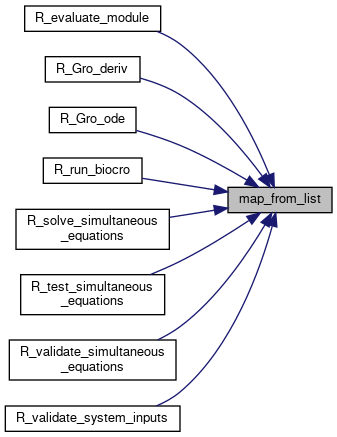 R_evaluate_module
R_Gro_deriv
R_Gro_ode
R_run_biocro
map_from_list
R_solve_simultaneous
_equations
R_test_simultaneous
_equations
R_validate_simultaneous
_equations
R_validate_system_inputs